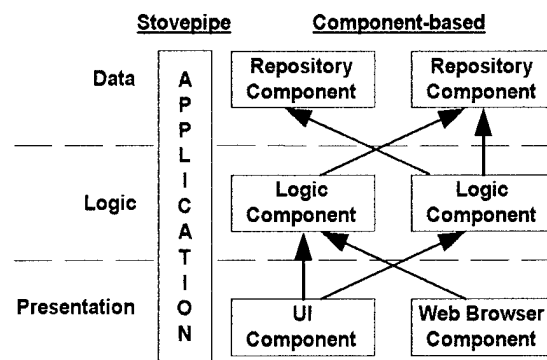 Stovepipe
Component-based
Data
Logic
Presentation
APPLICATION
Repository
Component
Repository
Component
Logic
Component
Logic
Component
UI
Component
Web Browser
Component